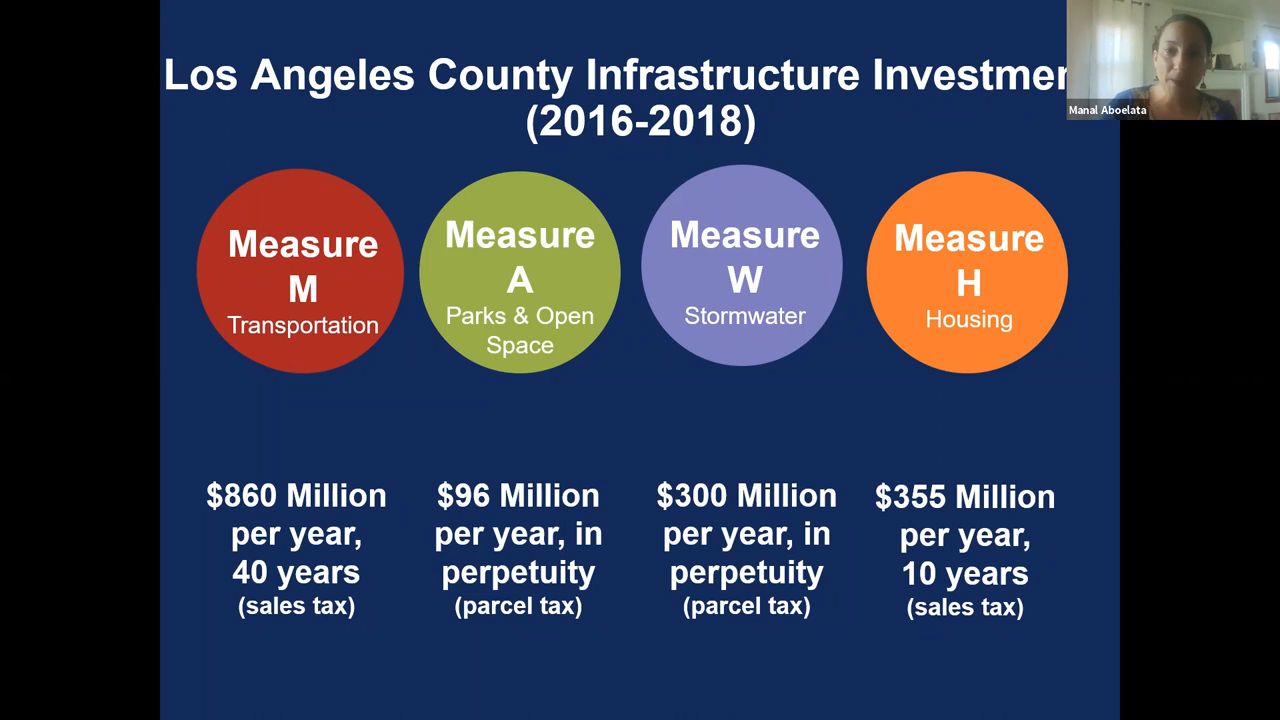 Los Angeles County Infrastructure Investmen
(2016-2018)
Manal Aboelata
Measure
M
Transportation
Measure
A
Parks & Open
Space
Measure
W
Stormwater
Measure
H
Housing
$860 Million
per year,
40 years
(sales tax)
$96 Million
per year, in
perpetuity
(parcel tax)
$300 Million
per year, in
perpetuity
(parcel tax)
$355 Million
per year,
10 years
(sales tax)